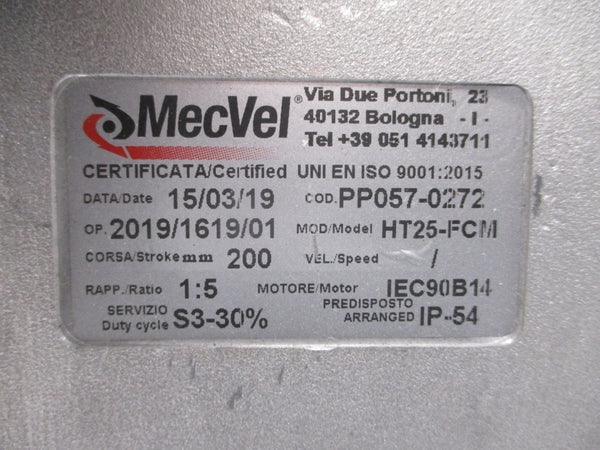 MecVel®
Via Due Portoni, 23
40132 Bologna - I -
Tel +39 051 4143711
CERTIFICATA/Certified UNI EN ISO 9001:2015
DATA/Date 15/03/19 COD. PP057-0272
OP. 2019/1619/01 MOD/Model HT25-FCM
CORSA/Stroke mm 200 VEL./Speed /
RAPP./Ratio 1:5 MOTORE/Motor IEC90B14
SERVIZIO
Duty cycle S3-30%
PREDISPOSTO
ARRANGED IP-54